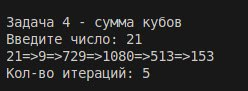 Задача 4 - сумма кубов
Введите число: 21
21=>9=>729=>1080=>513=>153
Кол-во итераций: 5